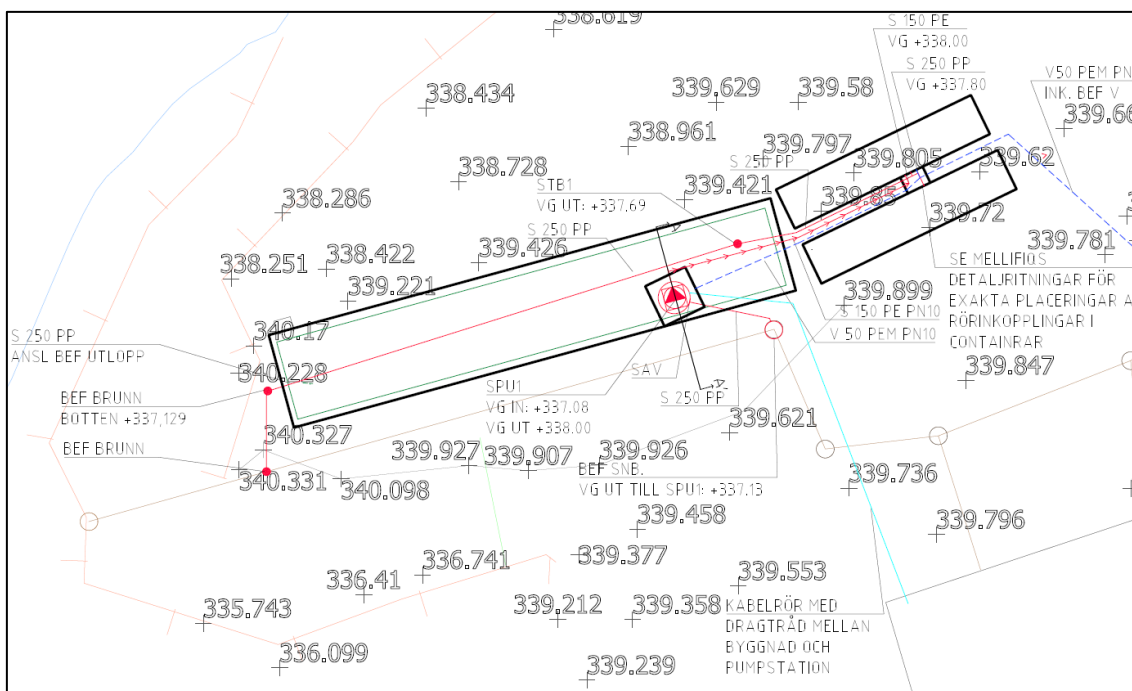 338.619
S 150 PE
VG +338.00
S 250 PP
VG +337.80
V50 PEM PN
INK. BEF V
338.434
339.629
339.58
339.66
338.961
339.797
339.805
339.62
338.728
S 250 PP
STB1
VG UT: +337.69
339.421
339.85
339.72
338.286
S 250 PP
339.426
339.781
338.422
338.251
339.221
SE MELLIFIQS
DETALJRITNINGAR FÖR
EXAKTA PLACERINGAR A
RÖRINKOPPLINGAR I
CONTAINRAR
339.899
S 150 PE PN10
V 50 PEM PN10
340.17
S 250 PP
ANSL BEF UTLOPP
340.228
339.847
SAV
SPU1
VG IN: +337.08
VG UT +338.00
S 250 PP
BEF BRUNN
BOTTEN +337,129
339.621
340.327
BEF BRUNN
339.927
339.907
339.926
BEF SNB.
VG UT TILL SPU1: +337.13
340.331
340.098
339.736
339.458
339.796
339.377
336.741
336.41
339.553
335.743
339.212
339.358
KABELRÖR MED
DRAGTRÅD MELLAN
BYGGNAD OCH
PUMPSTATION
336.099
339.239